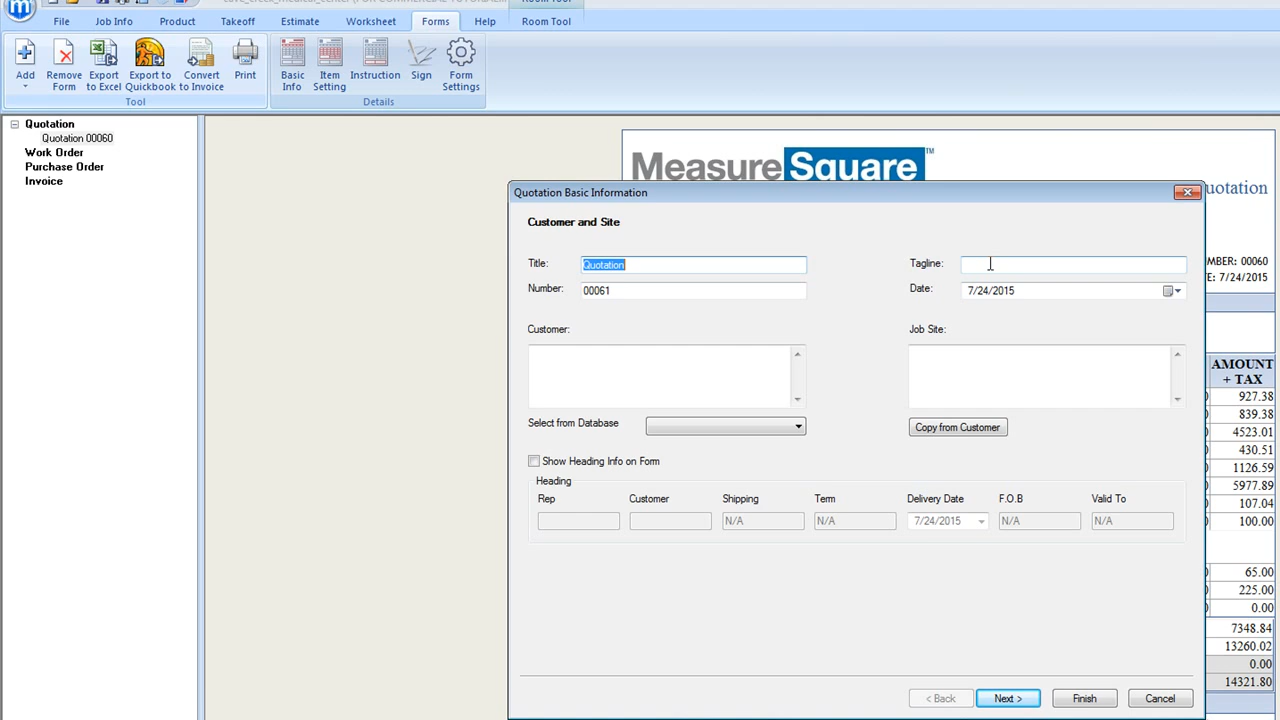 File Job Info Product Takeoff Estimate Worksheet Forms Help Room Tool
Add Remove Form Export to Excel Export to Quickbook Convert to Invoice Print Basic Info Item Setting Instruction Sign Form Settings
Tool Details
Quotation
Quotation 00060
Work Order
Purchase Order
Invoice
MeasureSquare™
uotation
MBER: 00060
TE: 7/24/2015
Quotation Basic Information
Customer and Site
Title: Quotation Tagline:
Number: 00061 Date: 7/24/2015
Customer: Job Site:
Select from Database Copy from Customer
Show Heading Info on Form
Heading
Rep Customer Shipping Term Delivery Date F.O.B Valid To
N/A N/A 7/24/2015 N/A N/A
< Back Next > Finish Cancel
AMOUNT
+ TAX
927.38
839.38
4523.01
430.51
1126.59
5977.89
107.04
100.00
65.00
225.00
0.00
7348.84
13260.02
0.00
14321.80